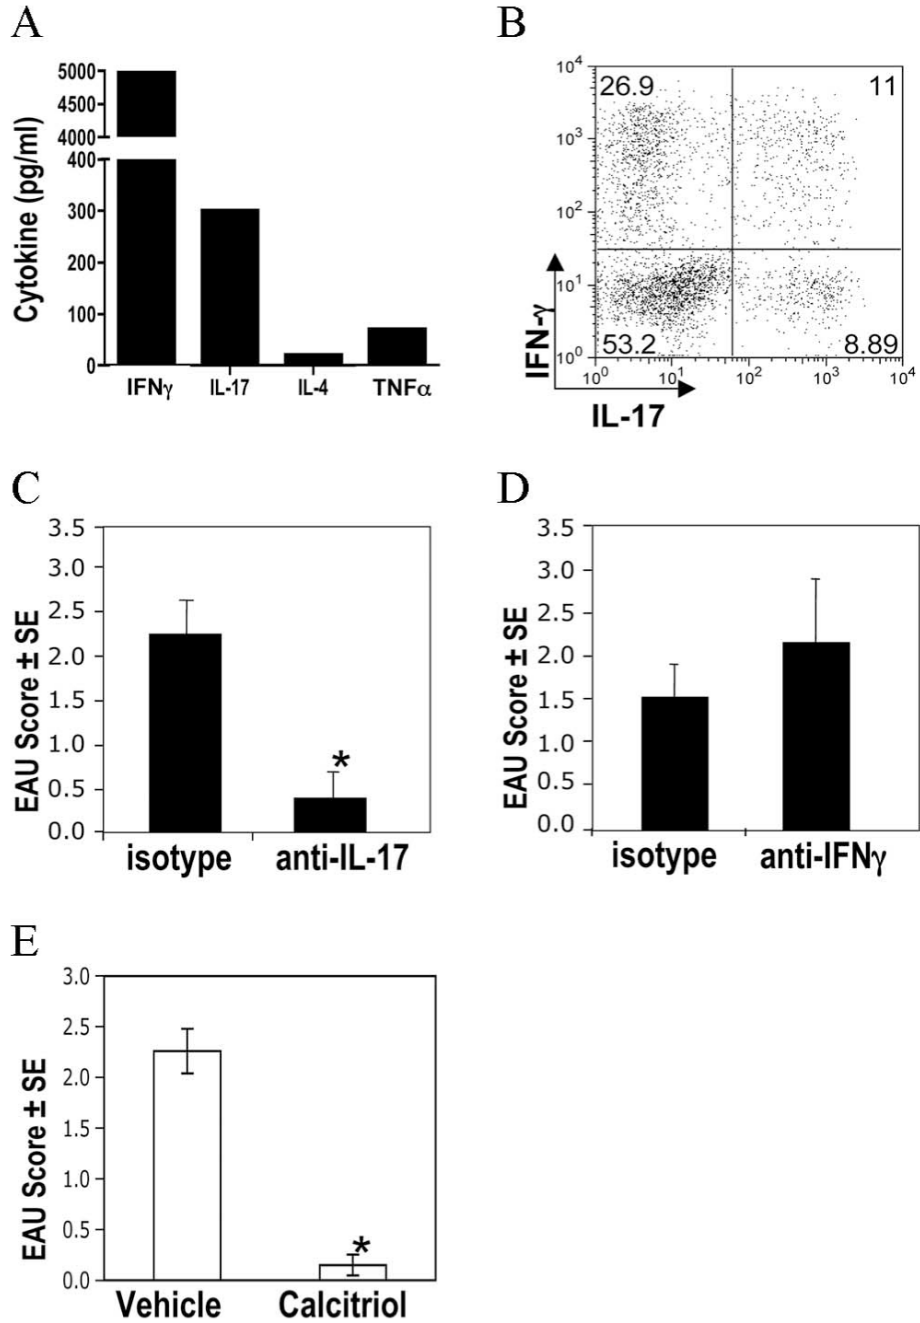 A
5000
4500
4000
400
300
200
100
0
Cytokine (pg/ml)
IFNγ IL-17 IL-4 TNFα
B
10⁴
10³
10²
10¹
10⁰
26.9 11
53.2 8.89
IFN-γ
10⁰ 10¹ 10² 10³ 10⁴
IL-17
C
3.5
3.0
2.5
2.0
1.5
1.0
0.5
0.0
EAU Score ± SE
*
isotype anti-IL-17
D
3.5
3.0
2.5
2.0
1.5
1.0
0.5
0.0
EAU Score ± SE
isotype anti-IFNγ
E
3.0
2.5
2.0
1.5
1.0
0.5
0.0
EAU Score ± SE
*
Vehicle Calcitriol